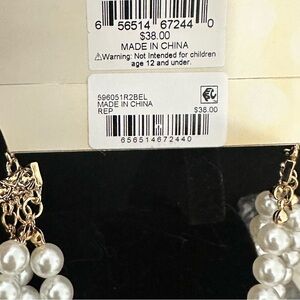 6 56514 67244 0
$38.00
MADE IN CHINA
⚠Warning: Not Intended for children
age 12 and under.
596051R2BEL
MADE IN CHINA
REP $38.00
656514672440